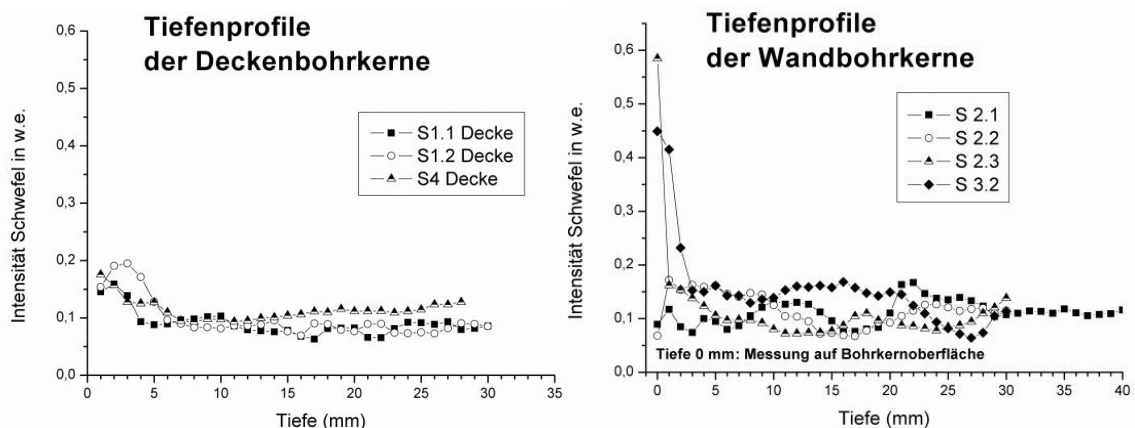 Tiefenprofile
der Deckenbohrkerne
Intensität Schwefel in w.e.
0,6
0,5
0,4
0,3
0,2
0,1
0,0
S1.1 Decke
S1.2 Decke
S4 Decke
0 5 10 15 20 25 30 35
Tiefe (mm)
Tiefenprofile
der Wandbohrkerne
Intensität Schwefel in w.e.
0,6
0,5
0,4
0,3
0,2
0,1
0,0
S 2.1
S 2.2
S 2.3
S 3.2
Tiefe 0 mm: Messung auf Bohrkernoberfläche
0 5 10 15 20 25 30 35 40
Tiefe (mm)